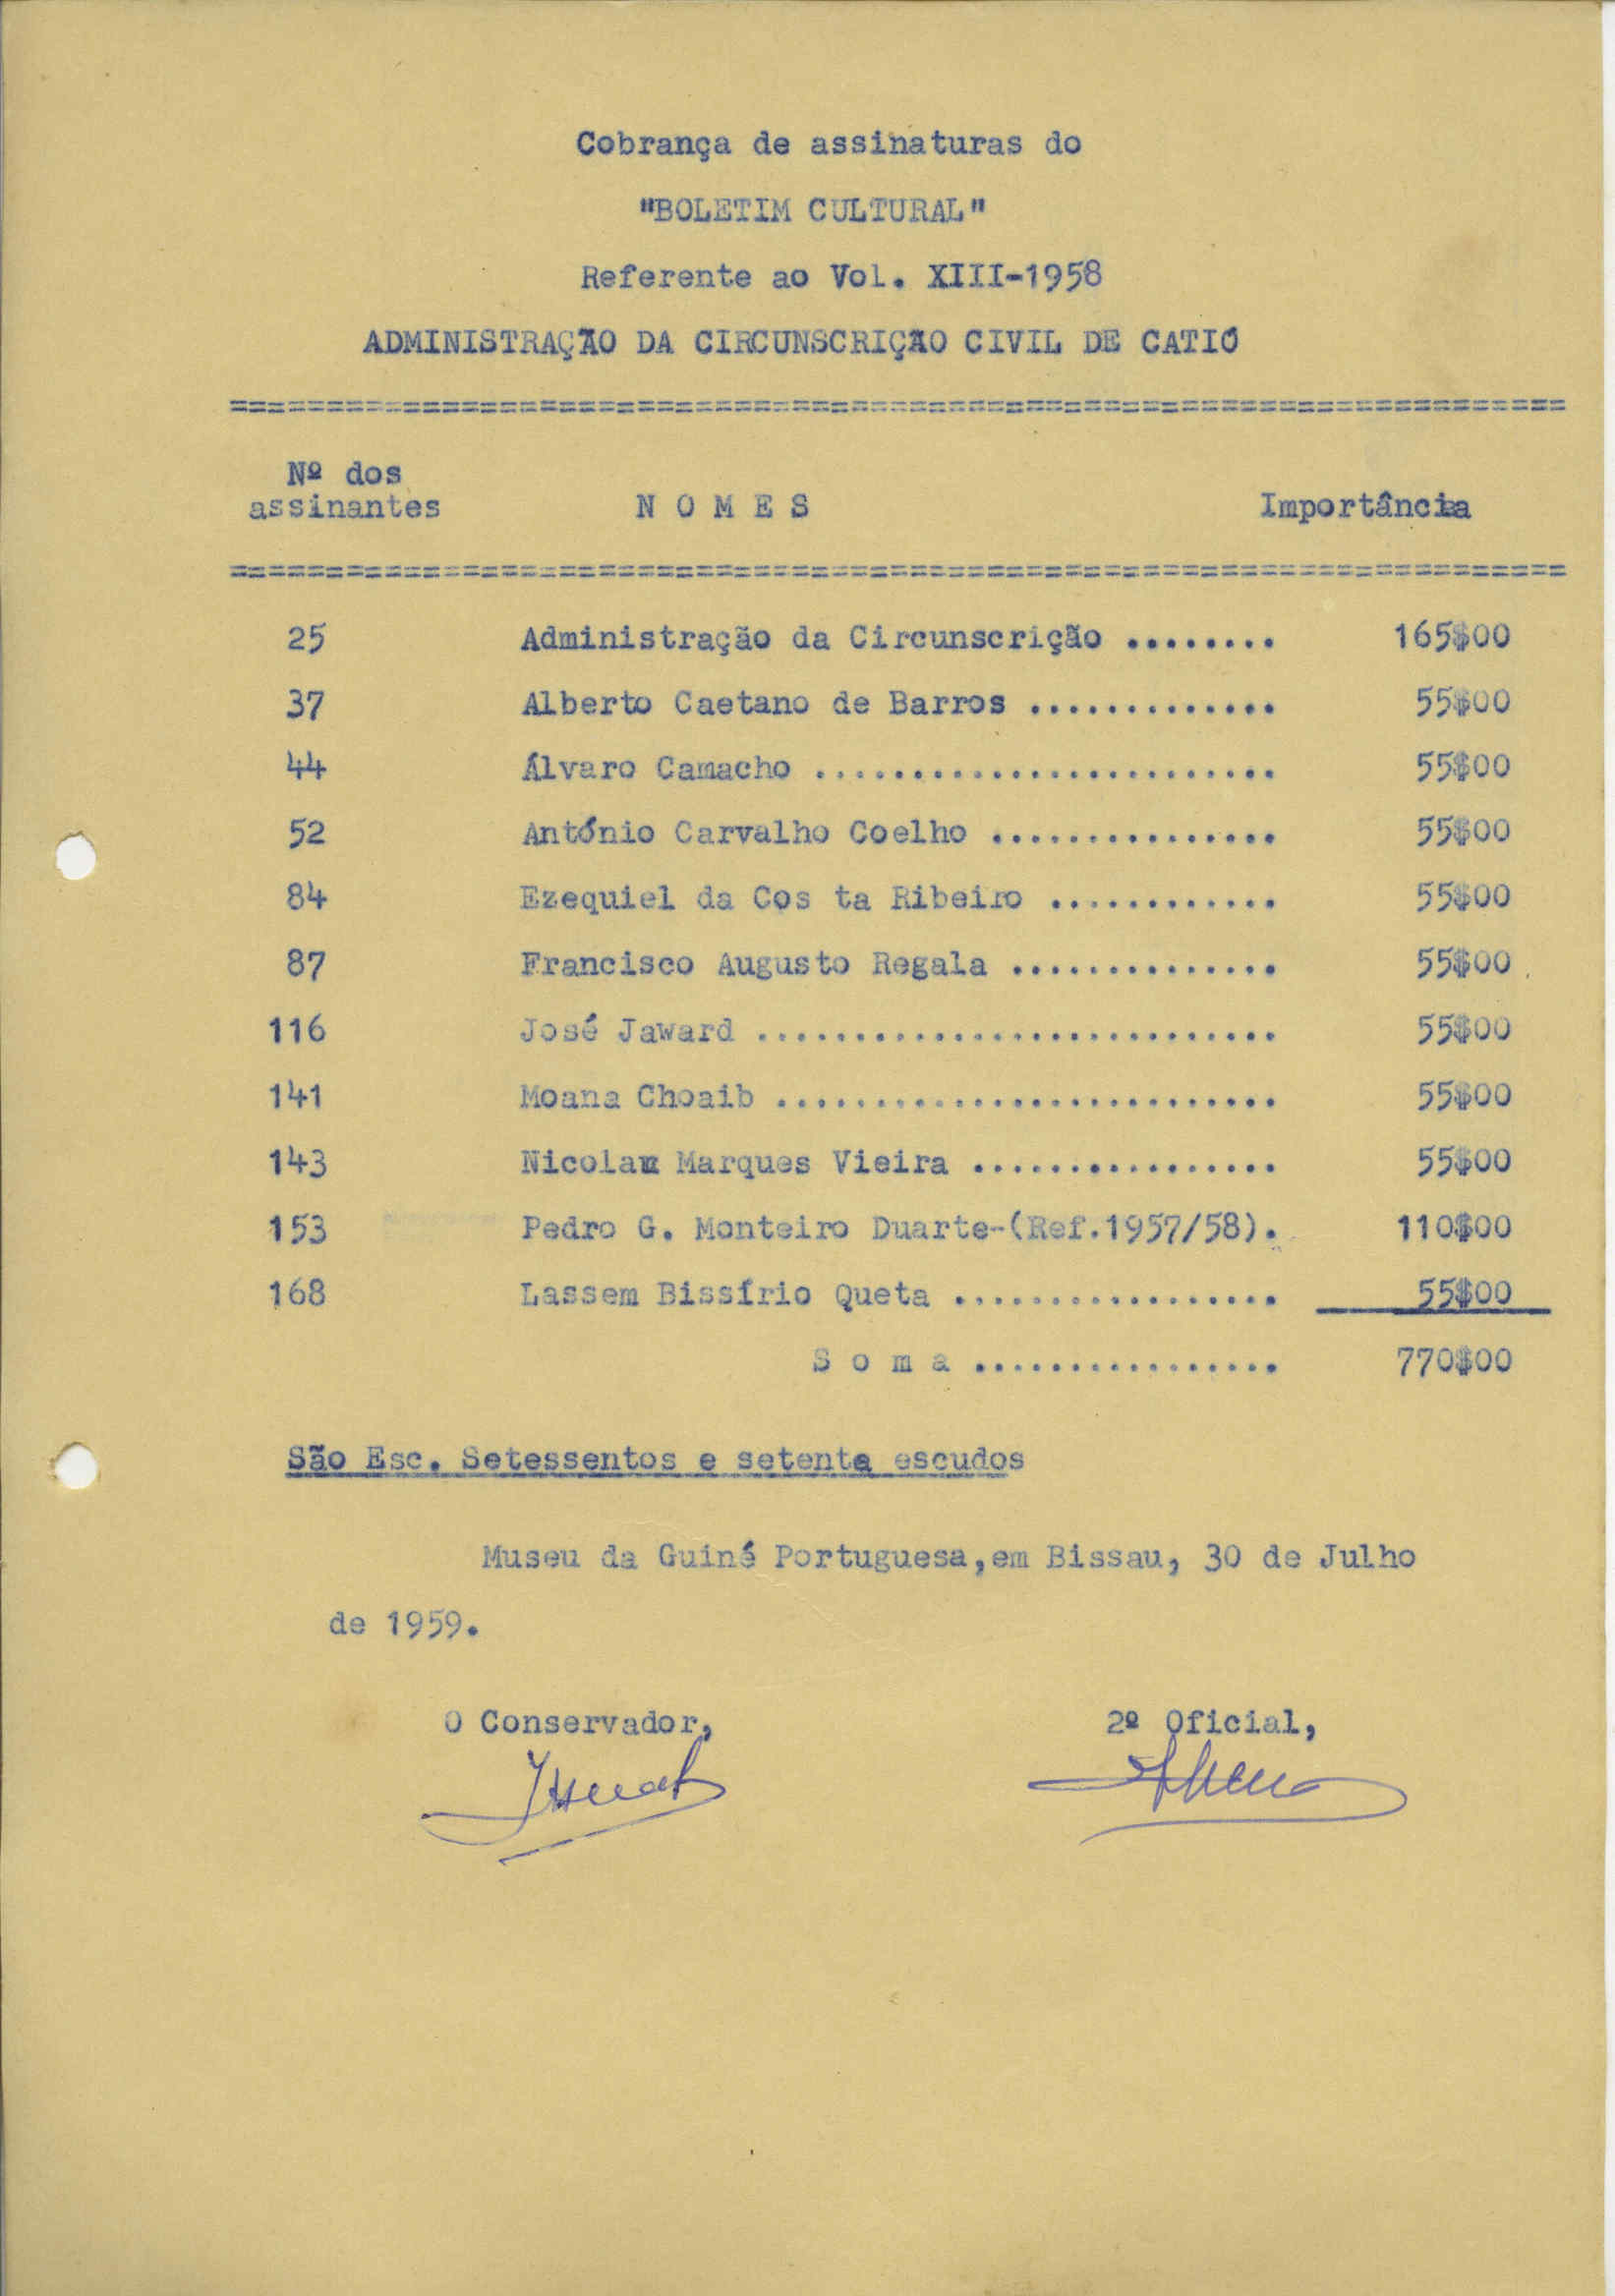 Cobrança de assinaturas do
"BOLETIM CULTURAL"
Referente ao Vol. XIII-1958
ADMINISTRAÇÃO DA CIRCUNSCRIÇÃO CIVIL DE CATIÓ
Nº dos
assinantes N O M E S Importância
25 Administração da Circunscrição ........ 165$00
37 Alberto Caetano de Barros ............. 55$00
44 Álvaro Camacho ........................ 55$00
52 António Carvalho Coelho ............... 55$00
84 Ezequiel da Cos ta Ribeiro ............ 55$00
87 Francisco Augusto Regala .............. 55$00
116 José Jaward ........................... 55$00
141 Moana Choaib .......................... 55$00
143 Nicolau Marques Vieira ................ 55$00
153 Pedro G. Monteiro Duarte-(Ref.1957/58). 110$00
168 Lassem Bissírio Queta ................. 55$00
S o m a ................ 770$00
São Esc. Setessentos e setenta escudos
Museu da Guiné Portuguesa,em Bissau, 30 de Julho
de 1959.
O Conservador, 2º Oficial,